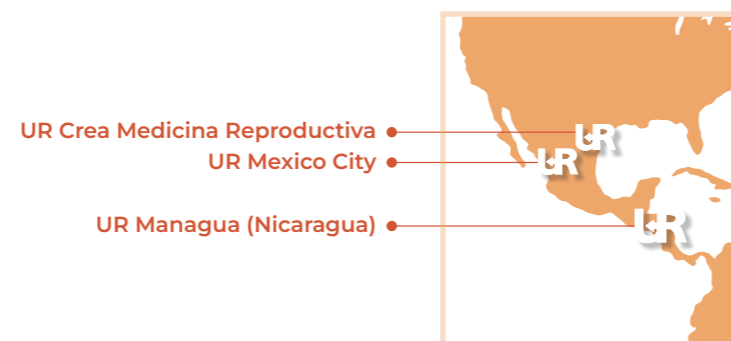 UR Crea Medicina Reproductiva
UR
UR Mexico City
UR
UR Managua (Nicaragua)
UR